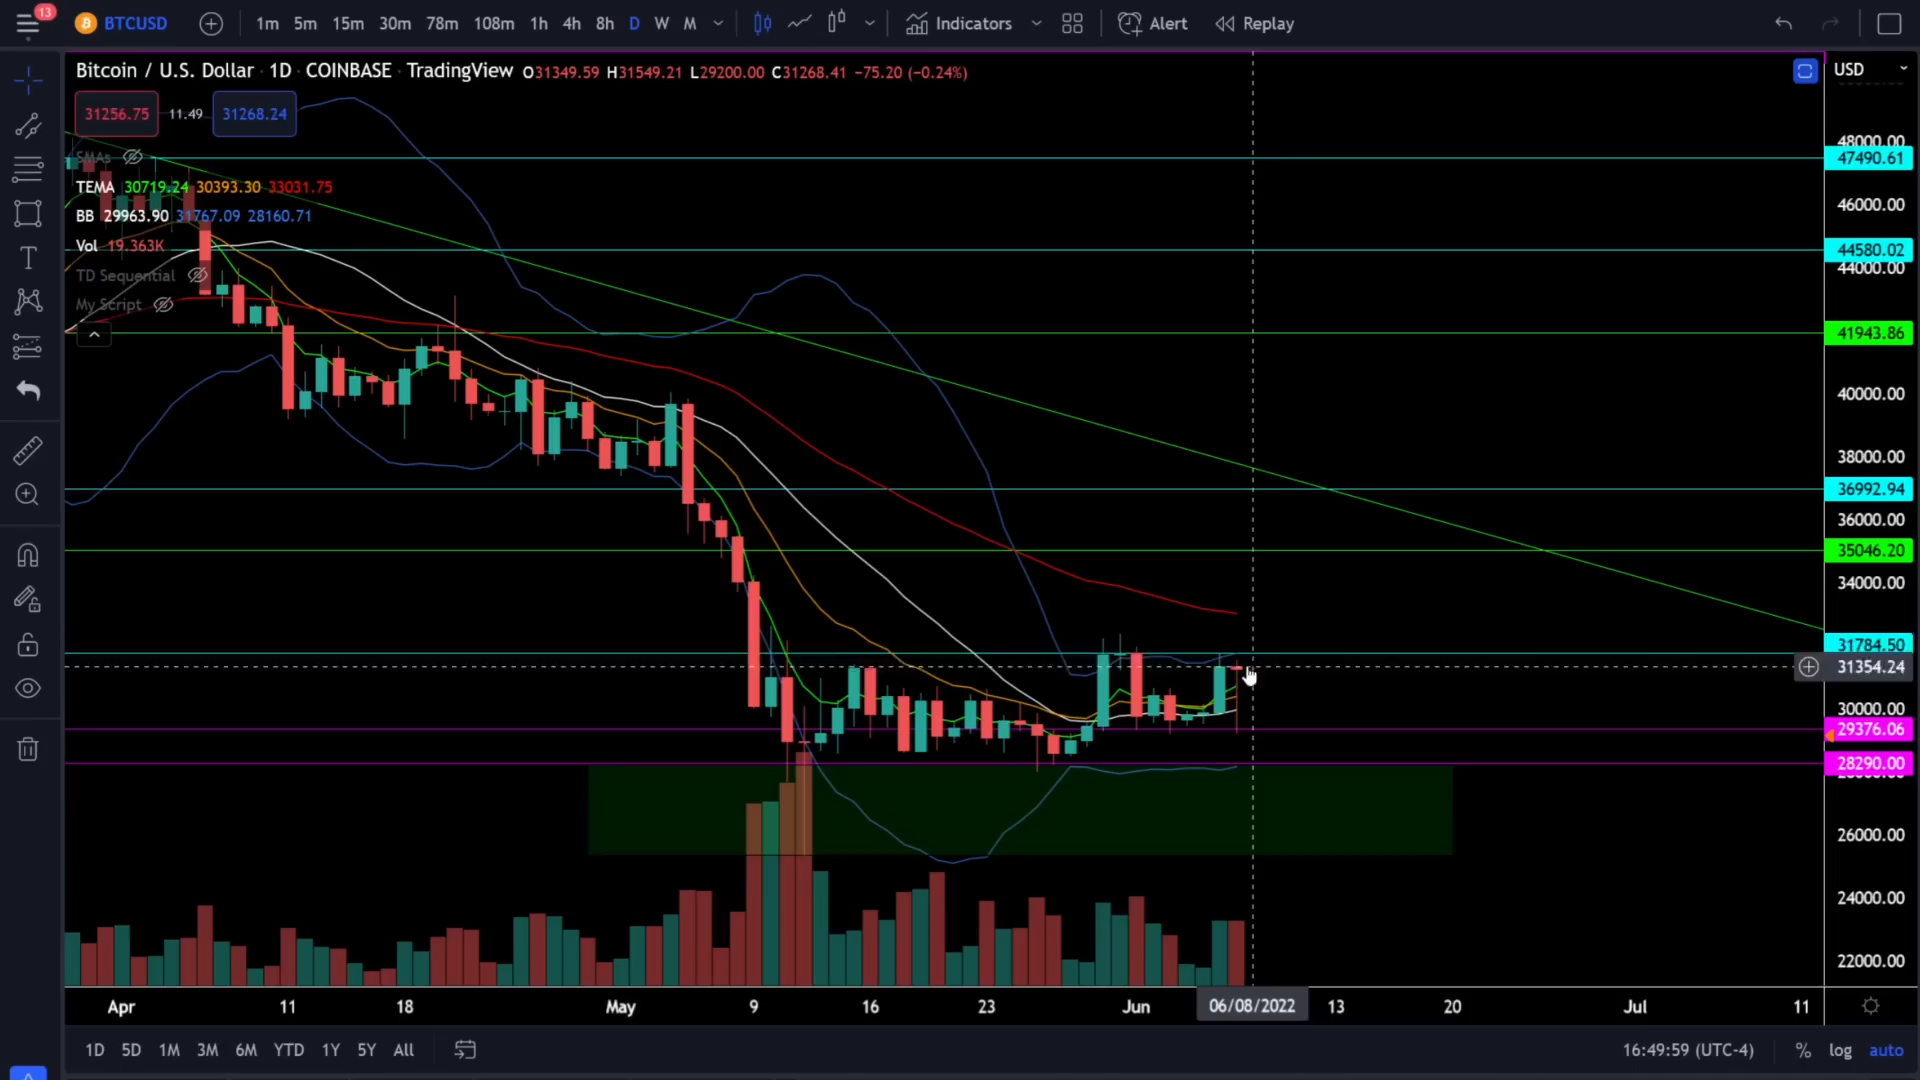 13
BTCUSD 1m 5m 15m 30m 78m 108m 1h 4h 8h D W M Indicators Alert Replay
Bitcoin / U.S. Dollar · 1D · COINBASE · TradingView O31349.59 H31549.21 L29200.00 C31268.41 −75.20 (−0.24%)
USD
31256.75 11.49 31268.24
48000.00
SMAs
47490.61
TEMA 30719.24 30393.30 33031.75
46000.00
BB 29963.90 31767.09 28160.71
Vol 19.363K
44580.02
44000.00
TD Sequential
My Script
41943.86
40000.00
38000.00
36992.94
36000.00
35046.20
34000.00
31784.50
31354.24
30000.00
29376.06
28290.00
26000.00
24000.00
22000.00
Apr 11 18 May 9 16 23 Jun 06/08/2022 13 20 Jul 11
1D 5D 1M 3M 6M YTD 1Y 5Y All 16:49:59 (UTC-4) % log auto